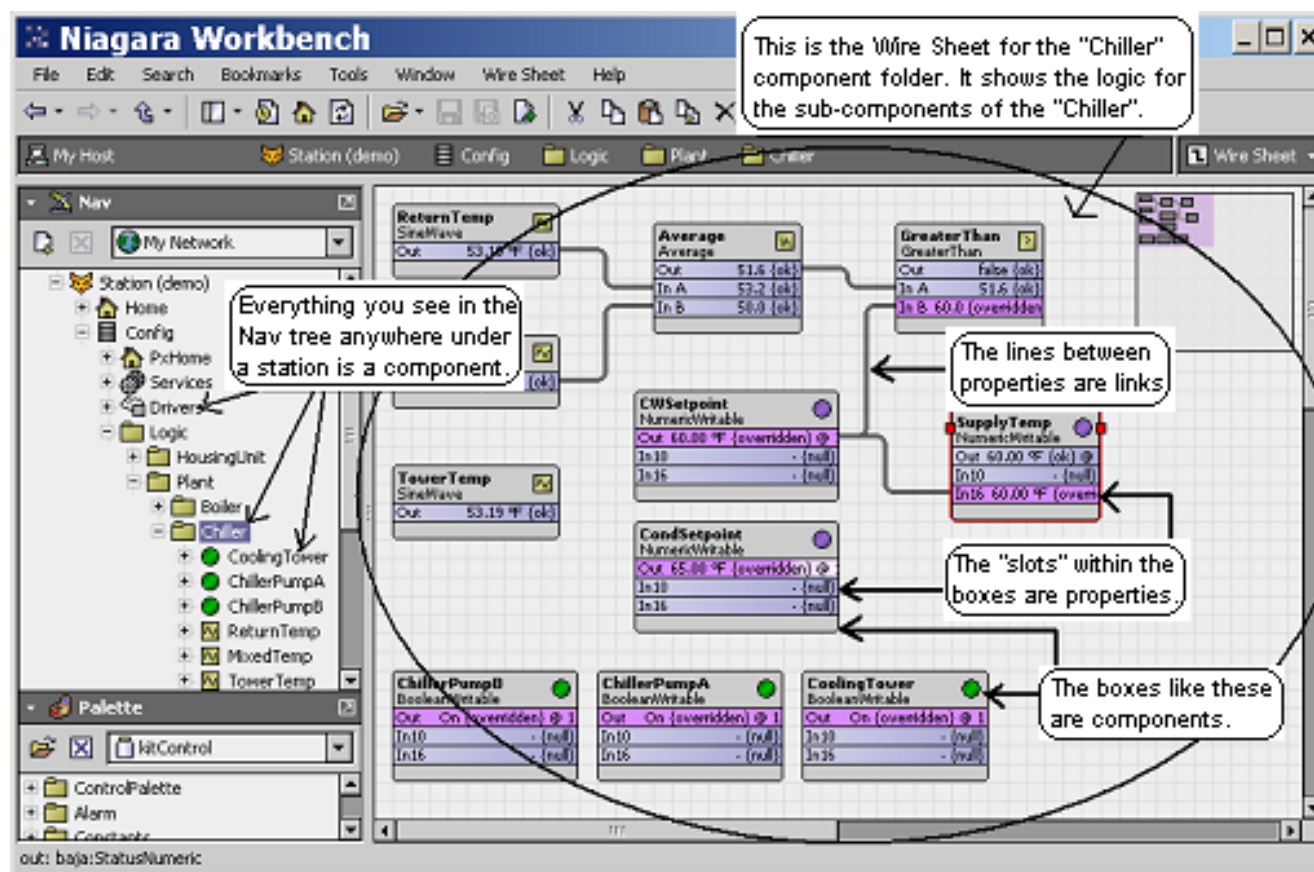 Niagara Workbench
File Edit Search Bookmarks Tools Window Wire Sheet Help
This is the Wire Sheet for the "Chiller"
component folder. It shows the logic for
the sub-components of the "Chiller".
My Host Station (demo) Config Logic Plant Chiller Wire Sheet
Nav
My Network
Station (demo)
Home
Config
PxHome
Services
Drivers
Logic
HousingUnit
Plant
Boiler
Chiller
CoolingTower
ChillerPumpA
ChillerPumpB
ReturnTemp
MixedTemp
TowerTemp
Everything you see in the
Nav tree anywhere under
a station is a component.
Palette
kitControl
ControlPalette
Alarm
Constants
ReturnTemp
SineWave
Out 53.19 °F {ok}
{ok}
TowerTemp
SineWave
Out 53.19 °F {ok}
Average
Average
Out 51.6 {ok}
In A 53.2 {ok}
In B 50.0 {ok}
GreaterThan
GreaterThan
Out false {ok}
In A 51.6 {ok}
In B 60.0 {overridden
The lines between
properties are links
CWSetpoint
NumericWritable
Out 60.00 °F {overridden} @
In10 - {null}
In16 - {null}
SupplyTemp
NumericWritable
Out 60.00 °F {ok} @
In10 - {null}
In16 60.00 °F {overri
CondSetpoint
NumericWritable
Out 65.00 °F {overridden} @
In10 - {null}
In16 - {null}
The "slots" within the
boxes are properties.
ChillerPumpB
BooleanWritable
Out On {overridden} @ 1
In10 - {null}
In16 - {null}
ChillerPumpA
BooleanWritable
Out On {overridden} @ 1
In10 - {null}
In16 - {null}
CoolingTower
BooleanWritable
Out On {overridden} @ 1
In10 - {null}
In16 - {null}
The boxes like these
are components.
out: baja:StatusNumeric